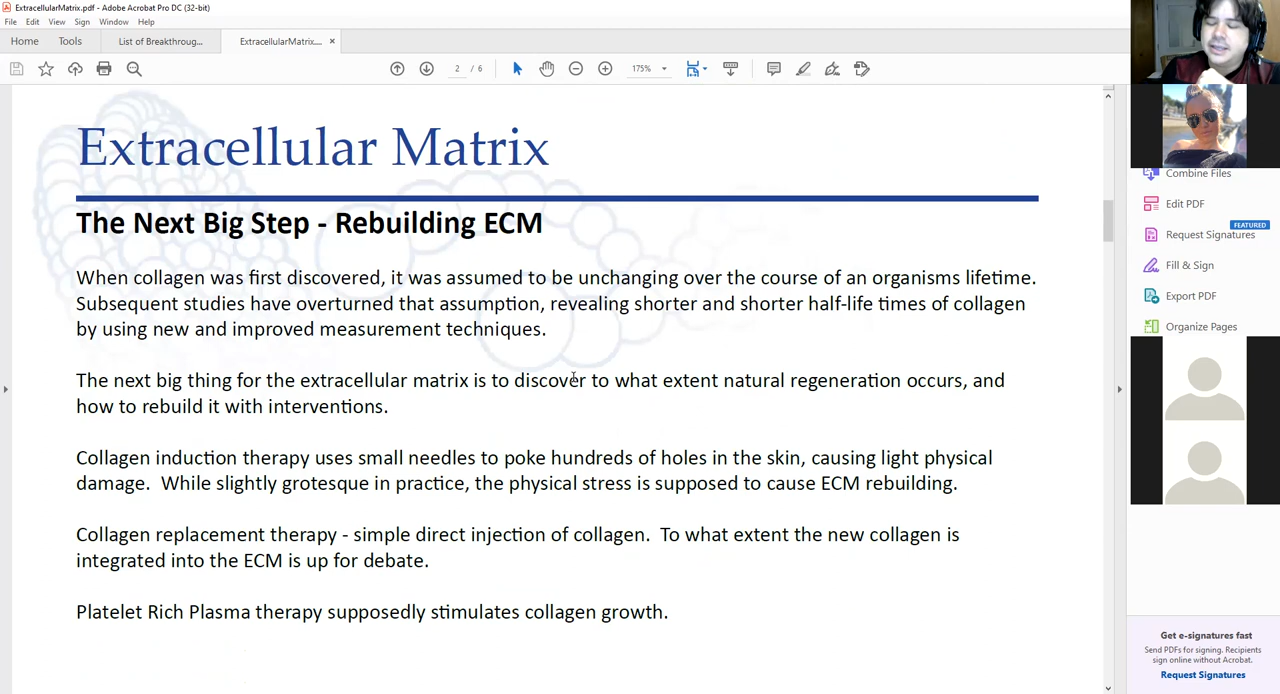 ExtracellularMatrix.pdf - Adobe Acrobat Pro DC (32-bit)
File Edit View Sign Window Help
Home Tools List of Breakthroug... ExtracellularMatrix.... ×
2 / 6 175%
Extracellular Matrix
The Next Big Step - Rebuilding ECM
When collagen was first discovered, it was assumed to be unchanging over the course of an organisms lifetime.
Subsequent studies have overturned that assumption, revealing shorter and shorter half-life times of collagen
by using new and improved measurement techniques.
The next big thing for the extracellular matrix is to discover to what extent natural regeneration occurs, and
how to rebuild it with interventions.
Collagen induction therapy uses small needles to poke hundreds of holes in the skin, causing light physical
damage.  While slightly grotesque in practice, the physical stress is supposed to cause ECM rebuilding.
Collagen replacement therapy - simple direct injection of collagen.  To what extent the new collagen is
integrated into the ECM is up for debate.
Platelet Rich Plasma therapy supposedly stimulates collagen growth.
Combine Files
Edit PDF
FEATURED
Request Signatures
Fill & Sign
Export PDF
Organize Pages
Get e-signatures fast
Send PDFs for signing. Recipients
sign online without Acrobat.
Request Signatures